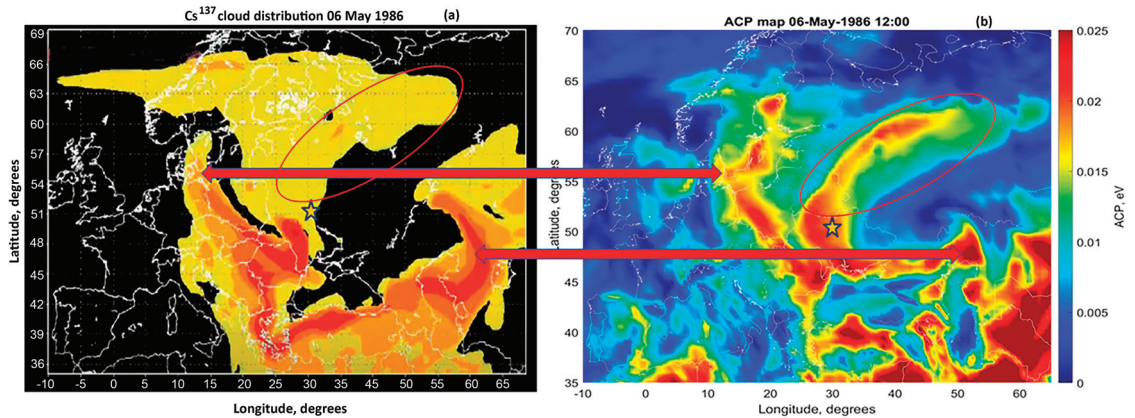 Cs137 cloud distribution 06 May 1986 (a)
69
66
63
60
57
54
51
48
45
42
39
36
Latitude, degrees
-10 -5 0 5 10 15 20 25 30 35 40 45 50 55 60 65
Longitude, degrees
ACP map 06-May-1986 12:00 (b)
70
65
60
55
50
45
40
35
Latitude, degrees
-10 0 10 20 30 40 50 60
Longitude, degrees
0.025
0.02
0.015
0.01
0.005
0
ACP, eV